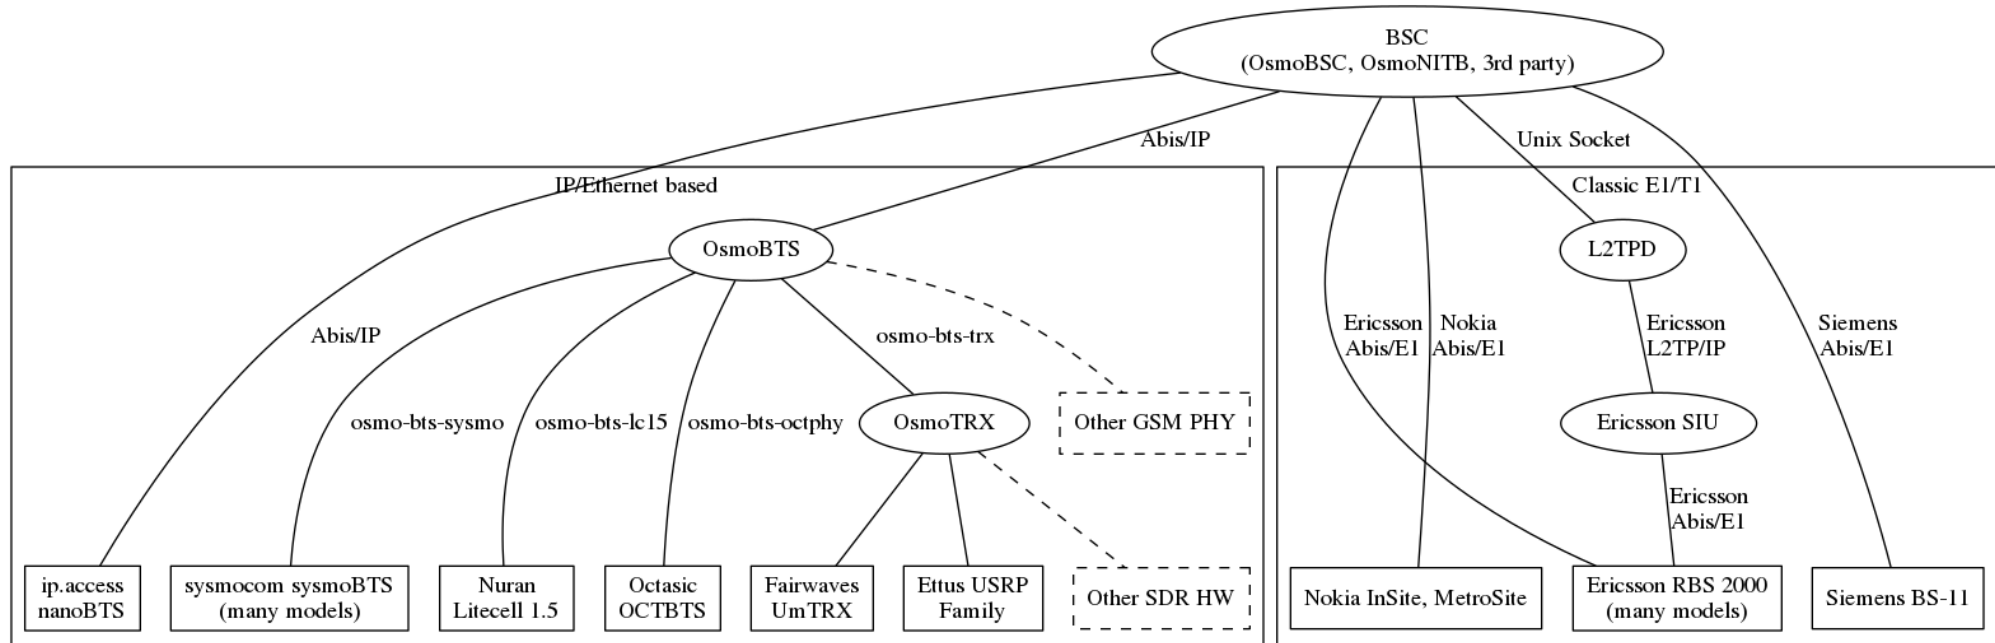 BSC
(OsmoBSC, OsmoNITB, 3rd party)
Abis/IP
Unix Socket
IP/Ethernet based
Classic E1/T1
OsmoBTS
L2TPD
Abis/IP
osmo-bts-trx
Ericsson
Abis/E1
Nokia
Abis/E1
Ericsson
L2TP/IP
Siemens
Abis/E1
osmo-bts-sysmo
osmo-bts-lc15
osmo-bts-octphy
OsmoTRX
Other GSM PHY
Ericsson SIU
Ericsson
Abis/E1
ip.access
nanoBTS
sysmocom sysmoBTS
(many models)
Nuran
Litecell 1.5
Octasic
OCTBTS
Fairwaves
UmTRX
Ettus USRP
Family
Other SDR HW
Nokia InSite, MetroSite
Ericsson RBS 2000
(many models)
Siemens BS-11